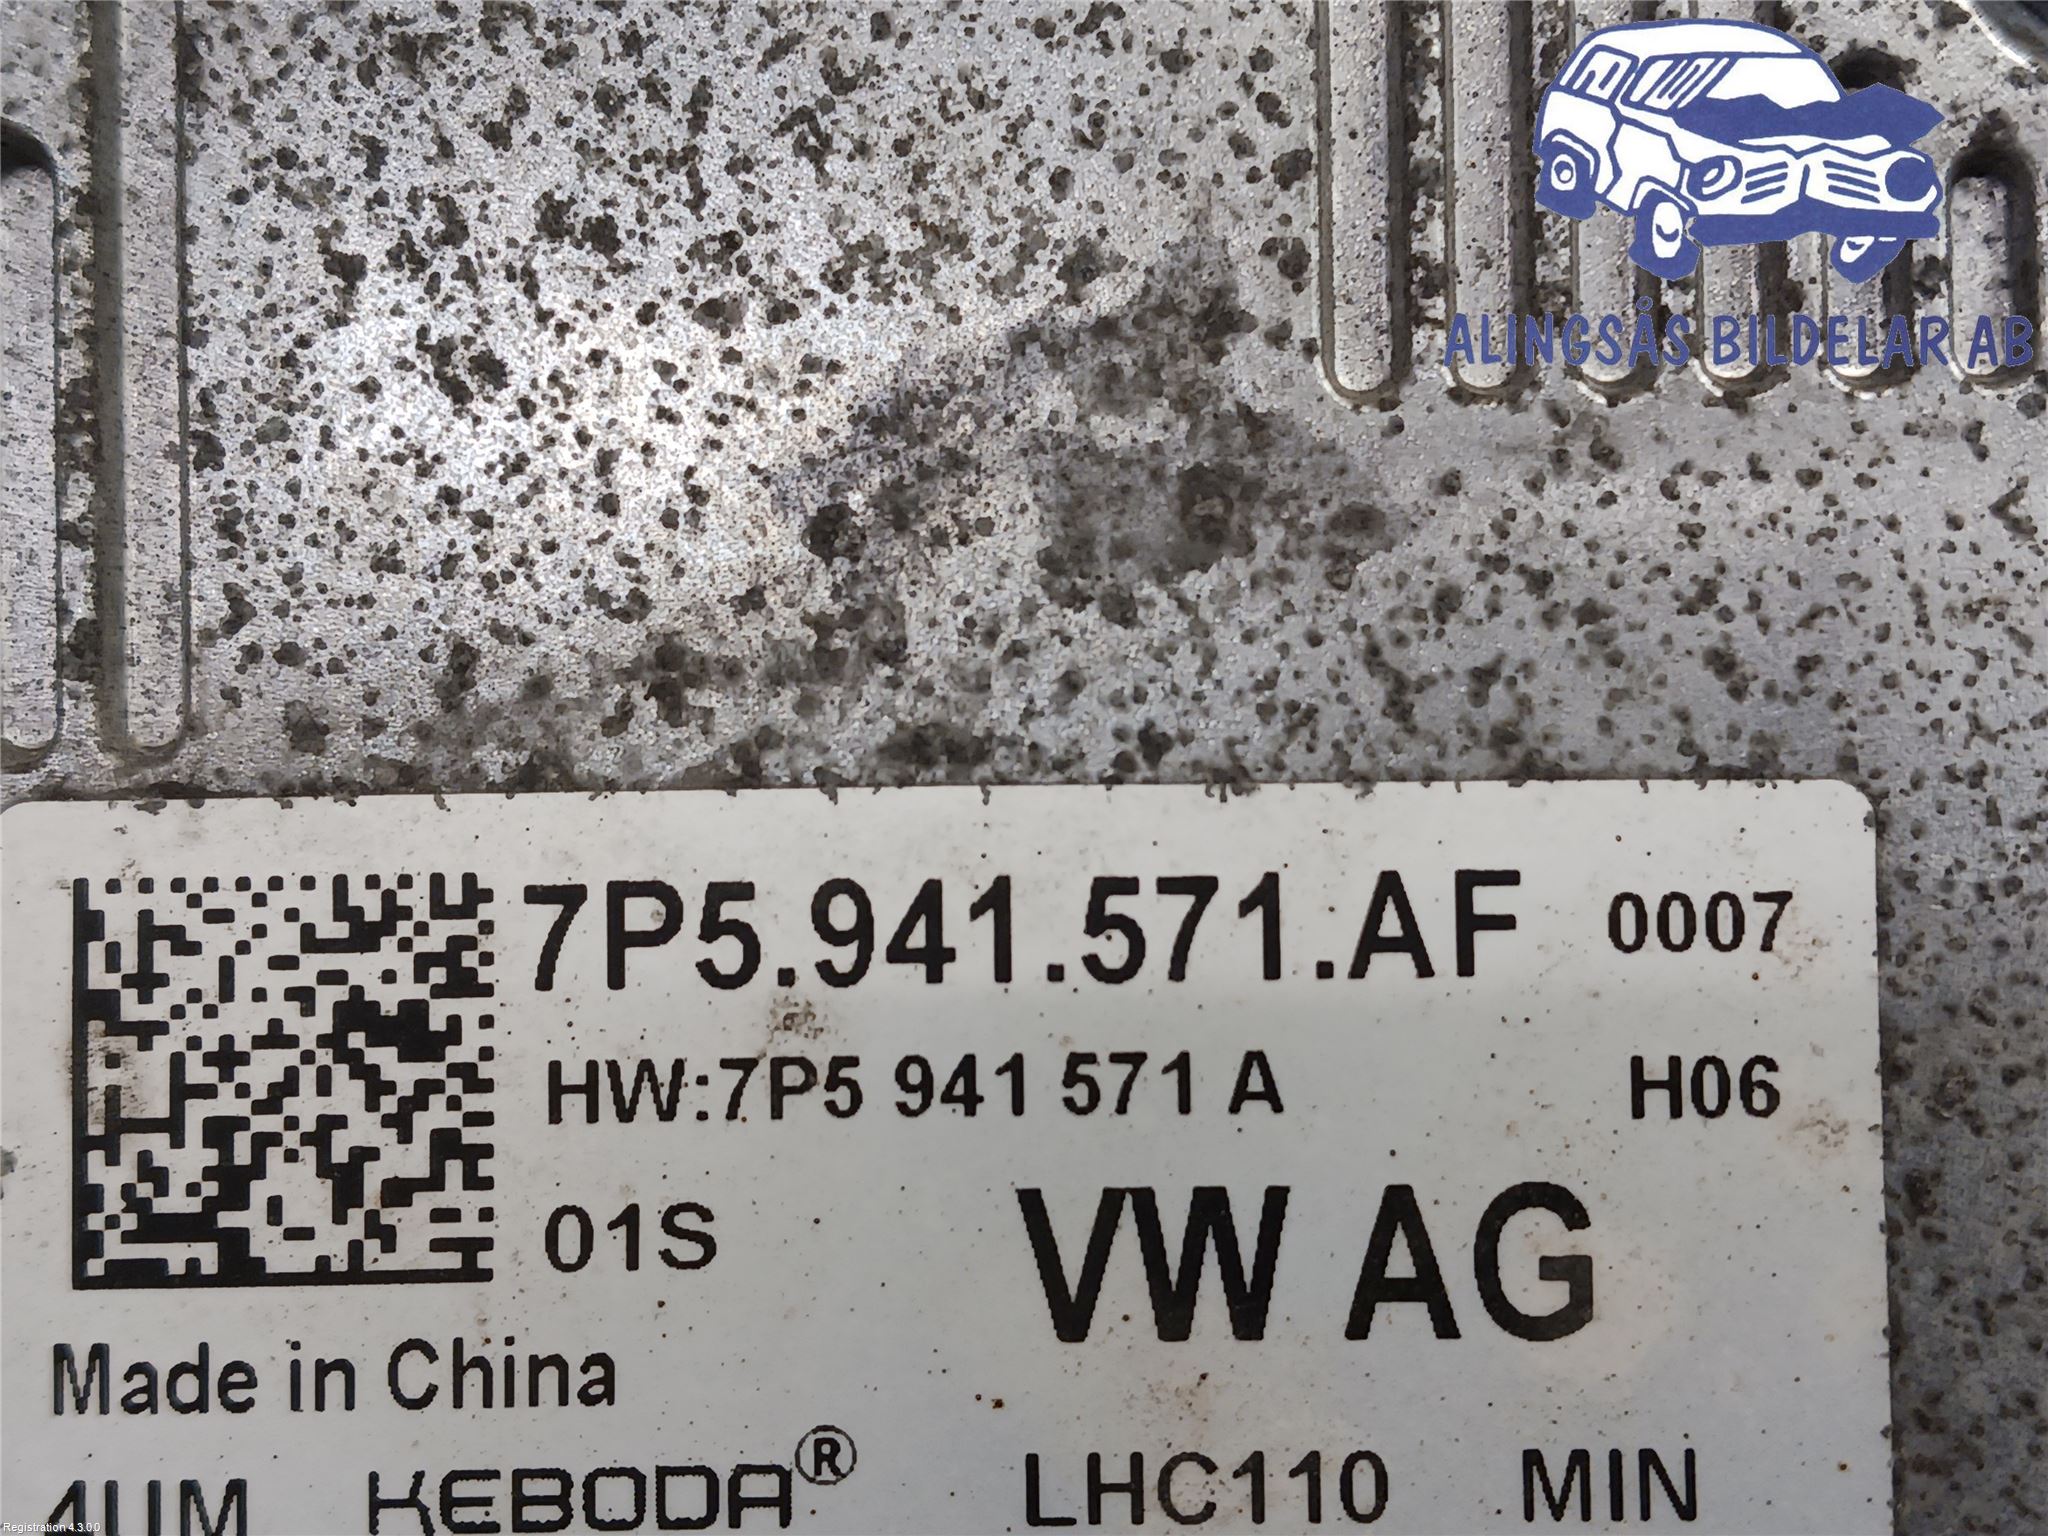 ALINGSÅS BILDELAR AB
7P5.941.571.AF 0007
HW:7P5 941 571 A H06
01S VW AG
Made in China
4UM KEBODA® LHC110 MIN
Registration 4.3.0.0